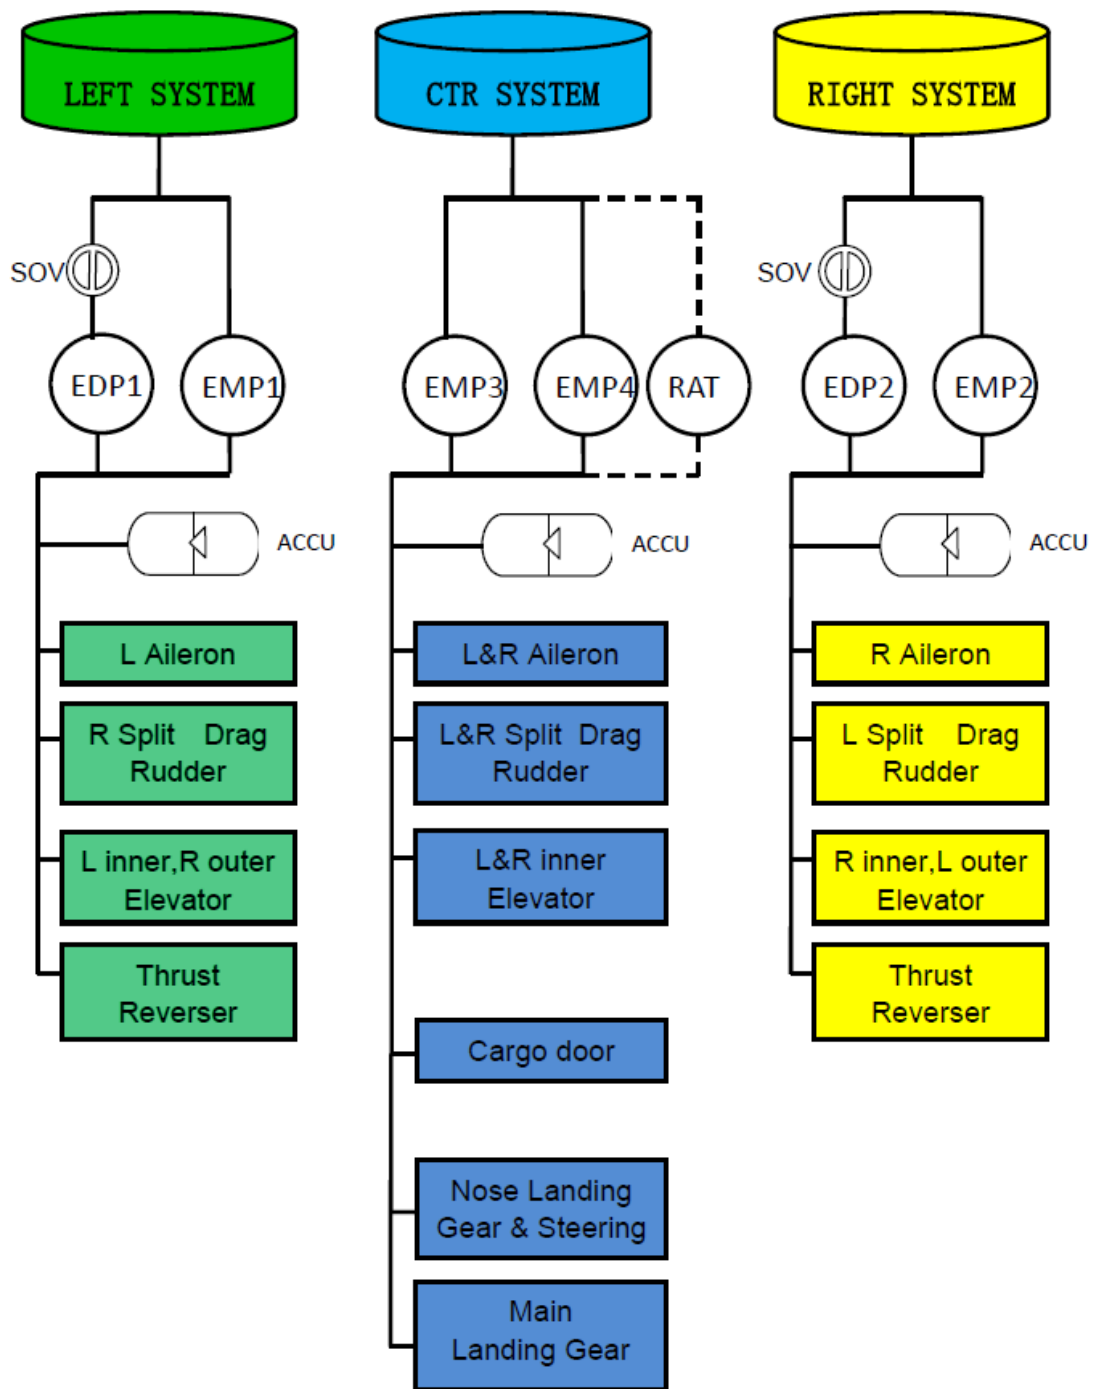 LEFT SYSTEM
CTR SYSTEM
RIGHT SYSTEM
SOV
SOV
EDP1
EMP1
EMP3
EMP4
RAT
EDP2
EMP2
ACCU
ACCU
ACCU
L Aileron
R Split Drag
Rudder
L inner,R outer
Elevator
Thrust
Reverser
L&R Aileron
L&R Split Drag
Rudder
L&R inner
Elevator
Cargo door
Nose Landing
Gear & Steering
Main
Landing Gear
R Aileron
L Split Drag
Rudder
R inner,L outer
Elevator
Thrust
Reverser